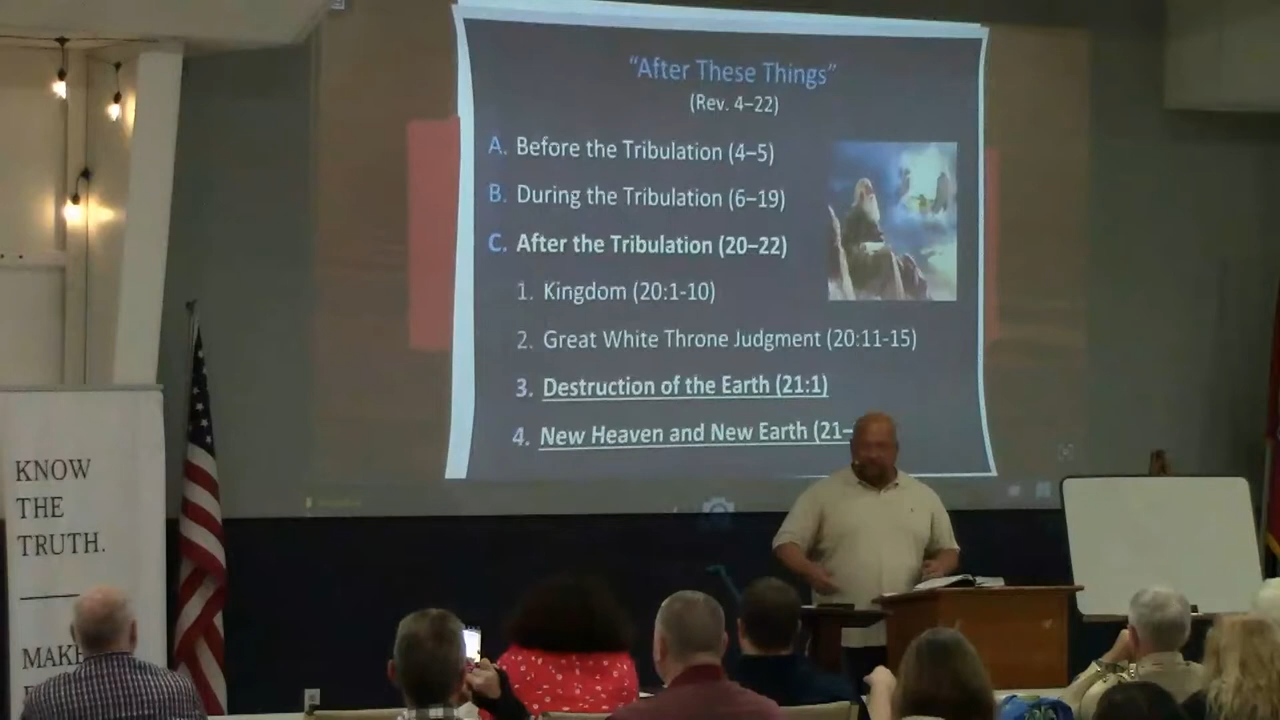 “After These Things”
(Rev. 4–22)
A. Before the Tribulation (4–5)
B. During the Tribulation (6–19)
C. After the Tribulation (20–22)
1. Kingdom (20:1-10)
2. Great White Throne Judgment (20:11-15)
3. Destruction of the Earth (21:1)
4. New Heaven and New Earth (21–
KNOW
THE
TRUTH.
MAKE